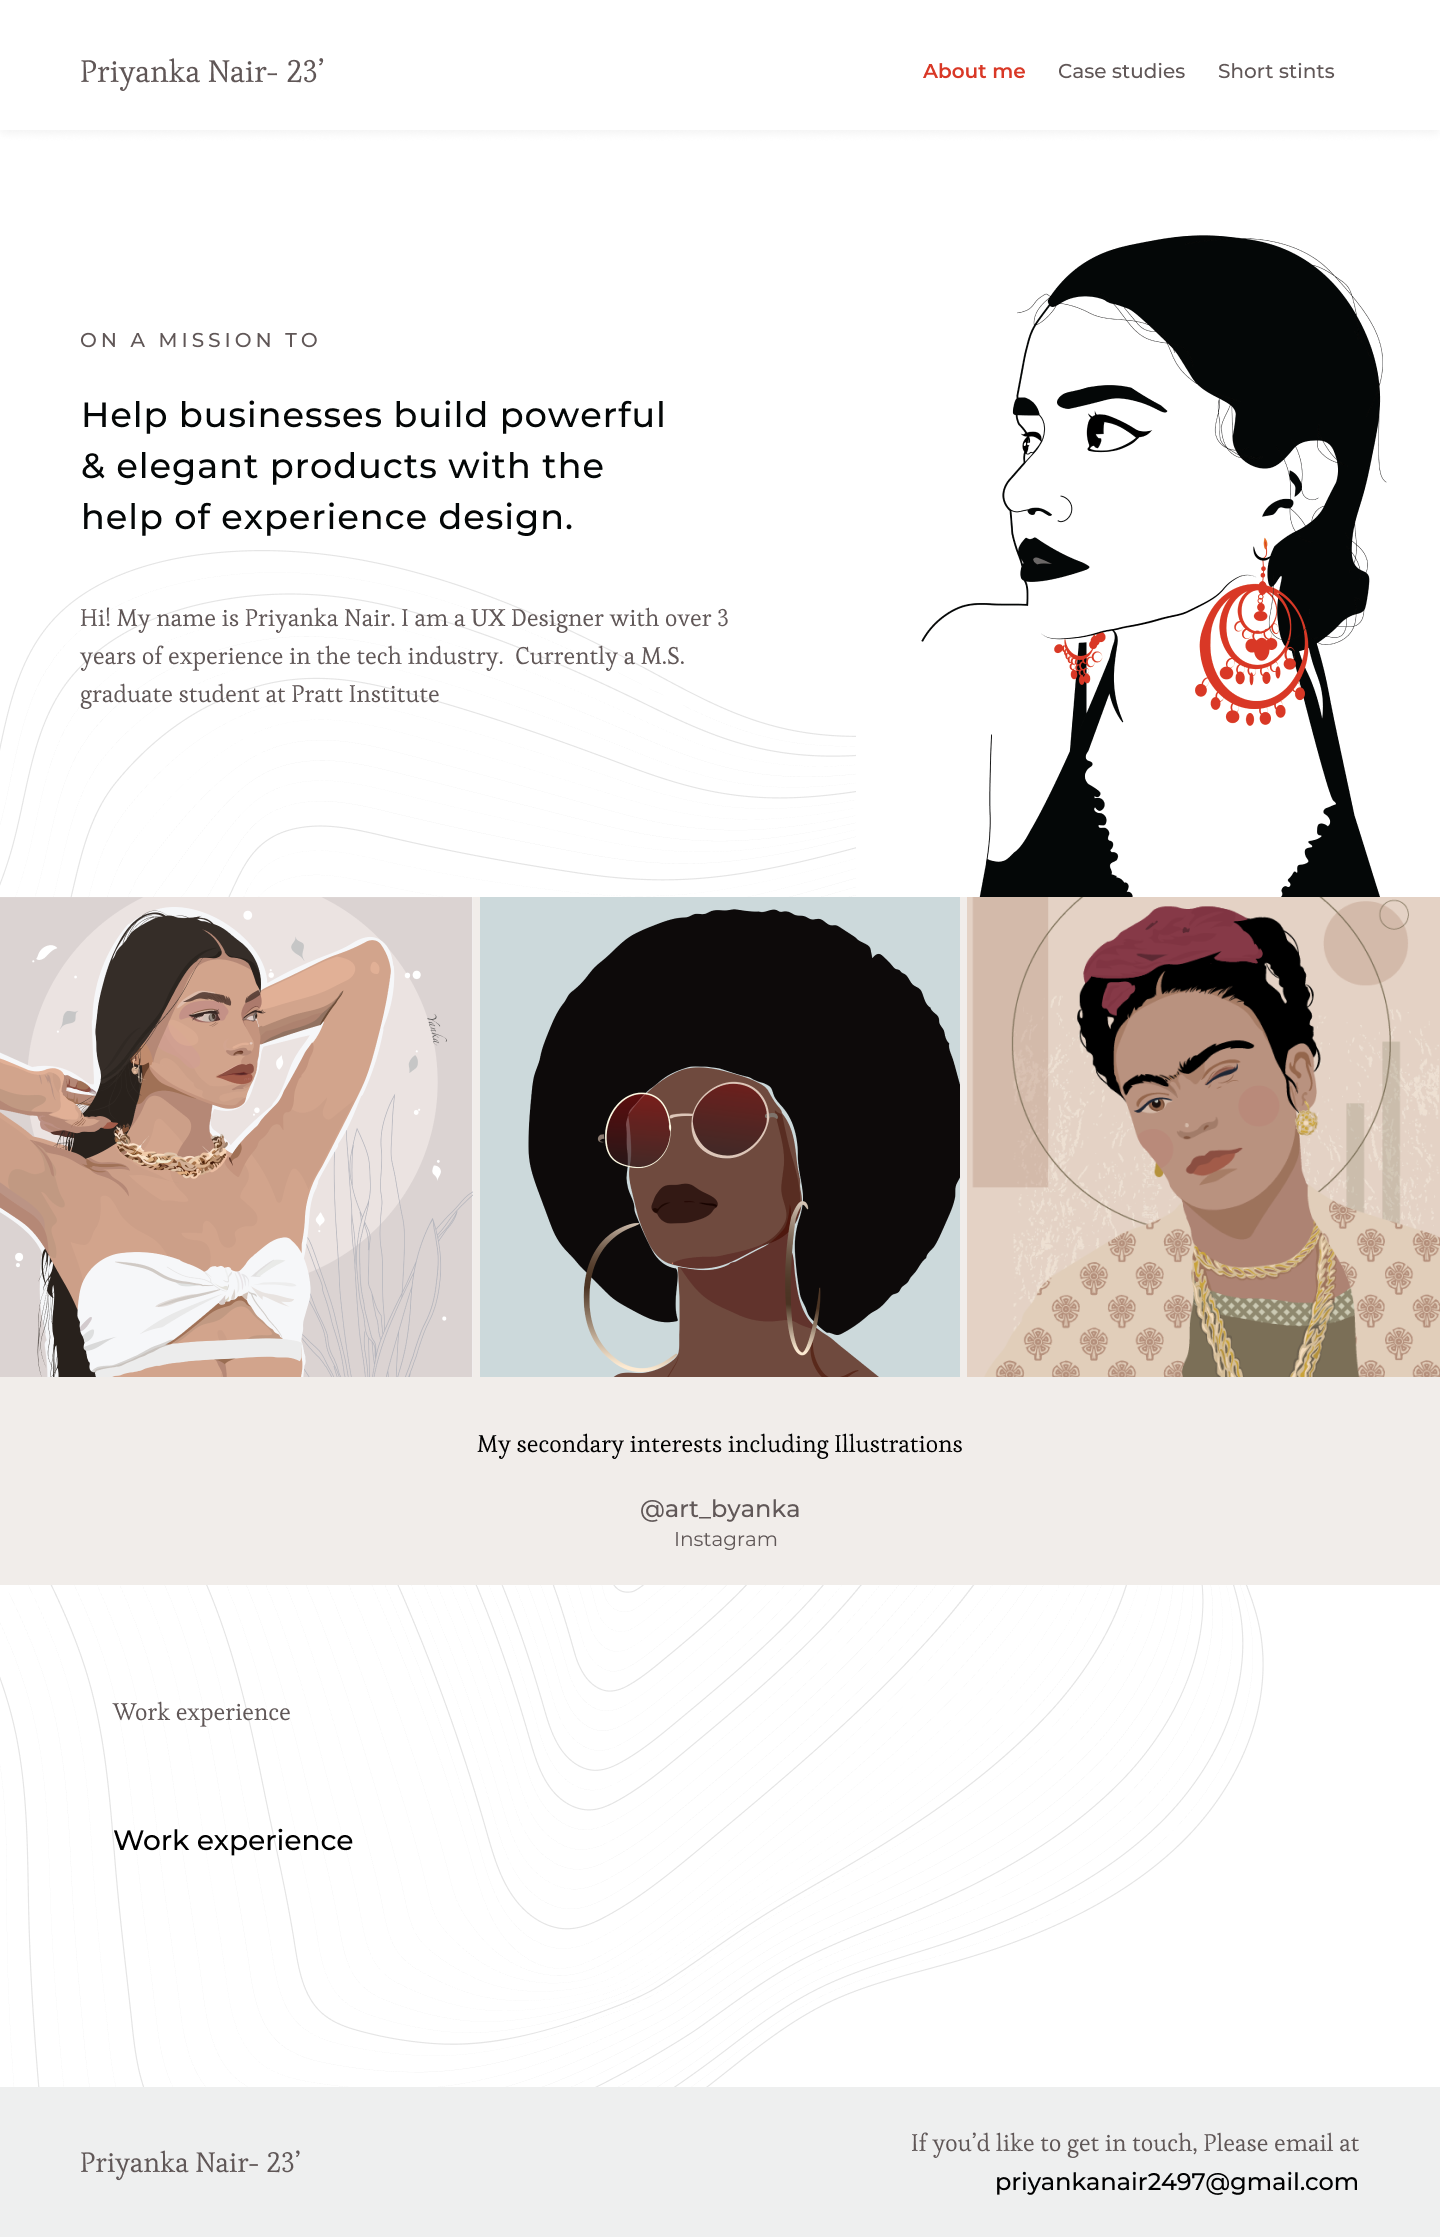 Priyanka Nair- 23’
About me
Case studies
Short stints
ON A MISSION TO
Help businesses build powerful
& elegant products with the
help of experience design.
Hi! My name is Priyanka Nair. I am a UX Designer with over 3
years of experience in the tech industry.  Currently a M.S.
graduate student at Pratt Institute
Yanka
My secondary interests including Illustrations
@art_byanka
Instagram
Work experience
Work experience
Priyanka Nair- 23’
If you’d like to get in touch, Please email at
priyankanair2497@gmail.com